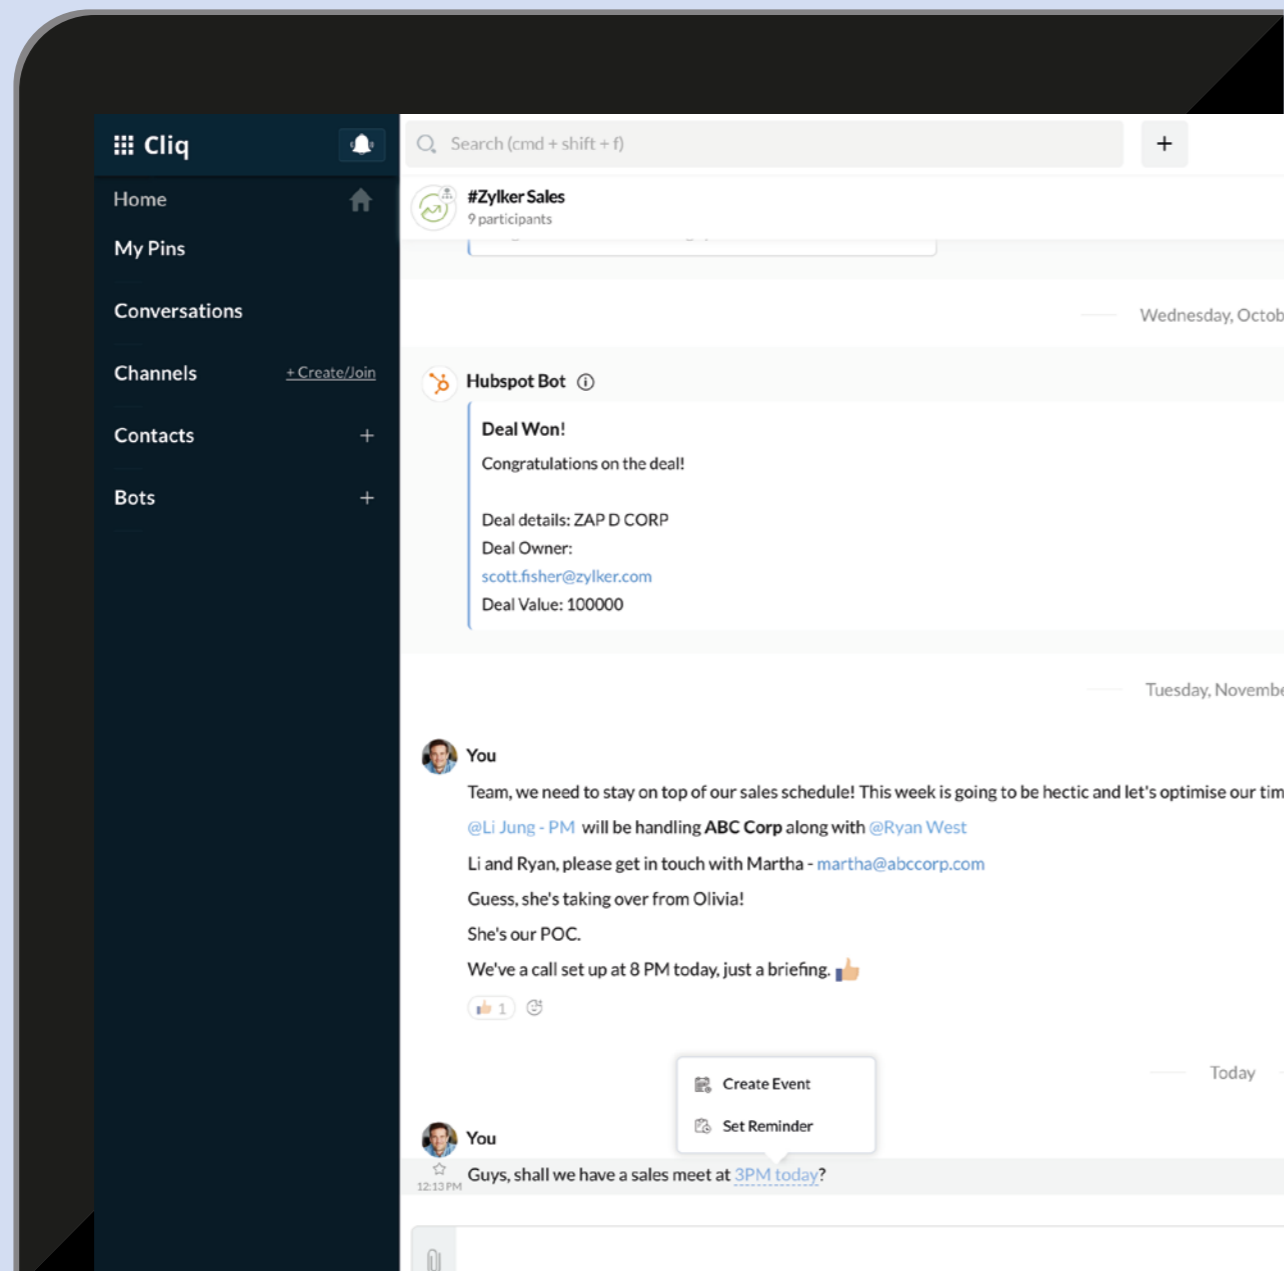 Cliq
Search (cmd + shift + f)
+
Home
#Zylker Sales
9 participants
My Pins
Conversations
Wednesday, Octob
Channels
+ Create/Join
Hubspot Bot
Contacts
+
Deal Won!
Congratulations on the deal!
Bots
+
Deal details: ZAP D CORP
Deal Owner:
scott.fisher@zylker.com
Deal Value: 100000
Tuesday, Novembe
You
Team, we need to stay on top of our sales schedule! This week is going to be hectic and let's optimise our tim
@Li Jung - PM will be handling ABC Corp along with @Ryan West
Li and Ryan, please get in touch with Martha - martha@abccorp.com
Guess, she's taking over from Olivia!
She's our POC.
We've a call set up at 8 PM today, just a briefing.
1
Today
Create Event
Set Reminder
You
Guys, shall we have a sales meet at 3PM today?
12:13 PM